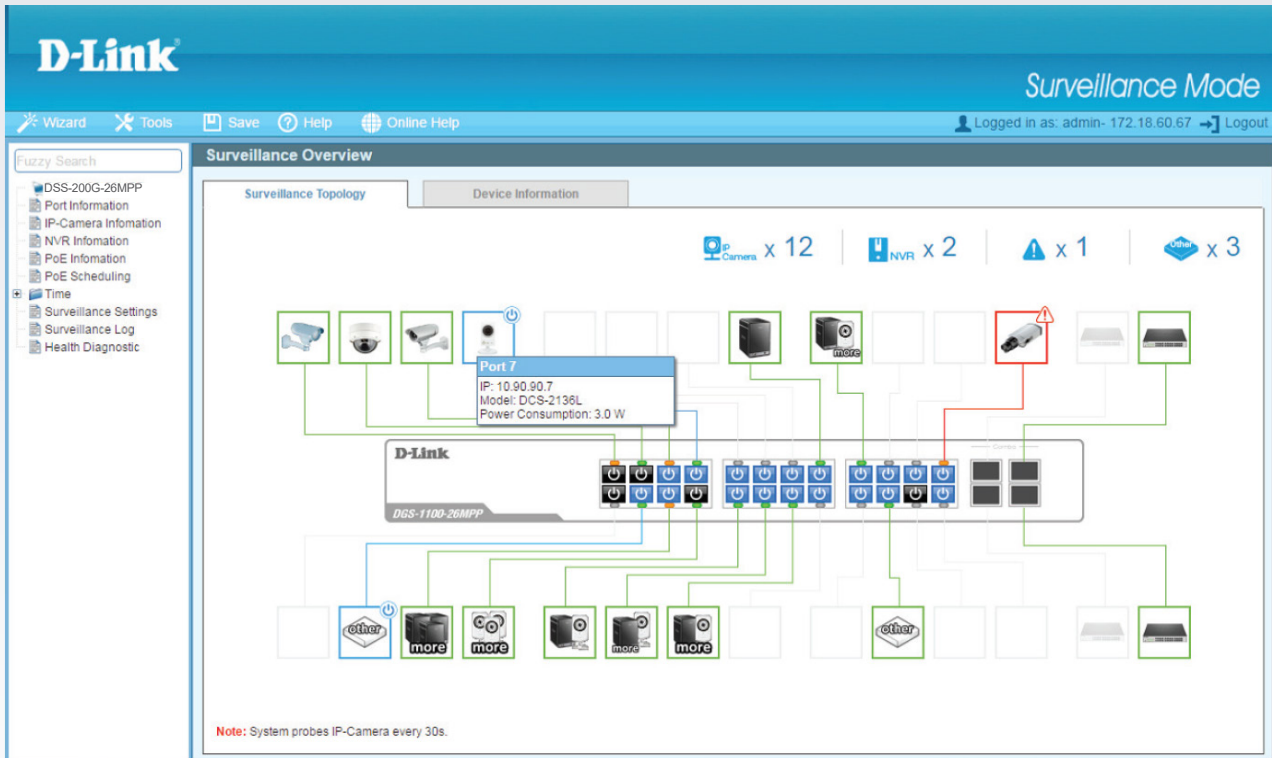 D-Link
Surveillance Mode
Wizard Tools Save Help Online Help Logged in as: admin- 172.18.60.67 Logout
Fuzzy Search
DSS-200G-26MPP
Port Information
IP-Camera Infomation
NVR Infomation
PoE Infomation
PoE Scheduling
Time
Surveillance Settings
Surveillance Log
Health Diagnostic
Surveillance Overview
Surveillance Topology Device Information
IP Camera x 12 NVR x 2 x 1 Other x 3
more
Port 7
IP: 10.90.90.7
Model: DCS-2136L
Power Consumption: 3.0 W
D-Link
Combo
DGS-1100-26MPP
other more more more more other
Note: System probes IP-Camera every 30s.